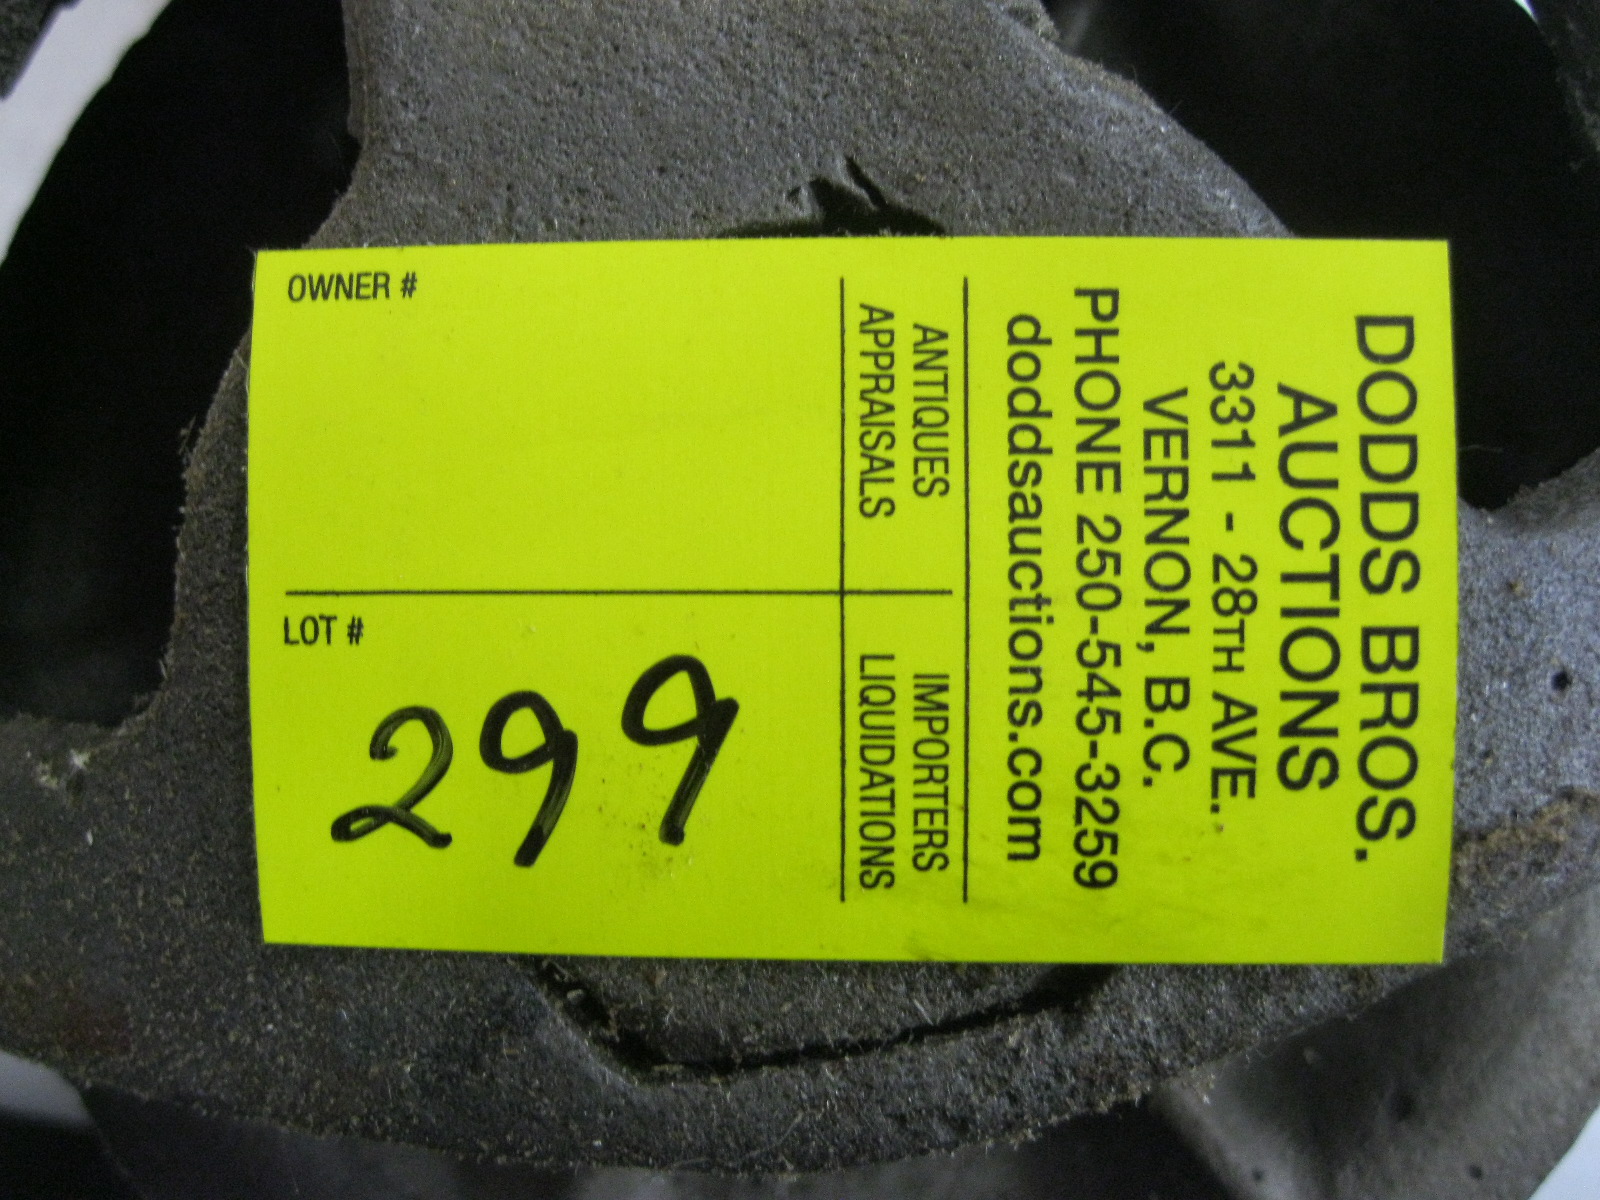 DODDS BROS.
AUCTIONS
3311 - 28TH AVE.
VERNON, B.C.
PHONE 250-545-3259
doddsauctions.com
ANTIQUES
APPRAISALS
IMPORTERS
LIQUIDATIONS
OWNER #
LOT #
299